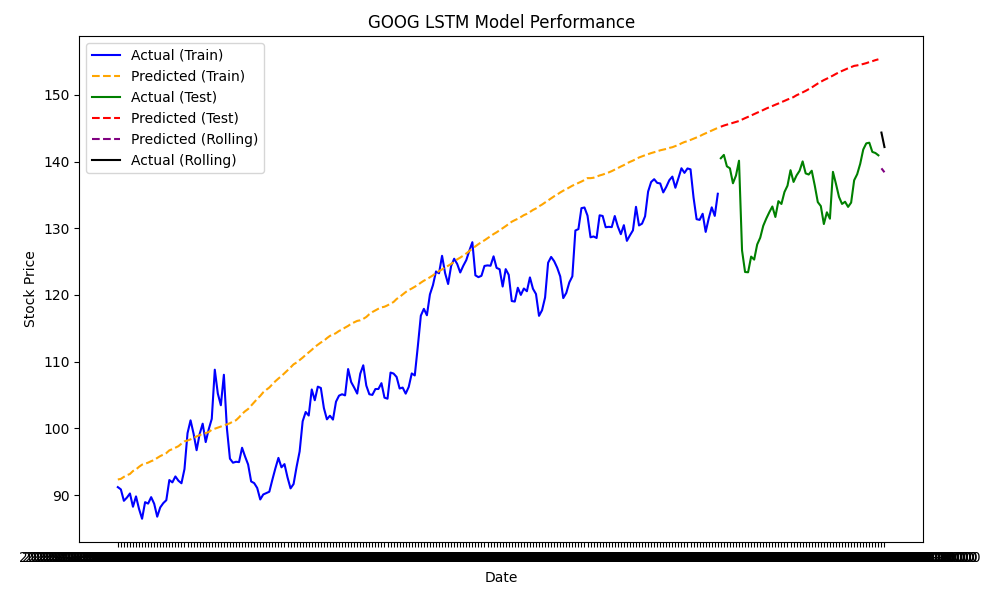 GOOG LSTM Model Performance
Actual (Train)
Predicted (Train)
Actual (Test)
Predicted (Test)
Predicted (Rolling)
Actual (Rolling)
150
140
130
120
110
100
90
Stock Price
Date